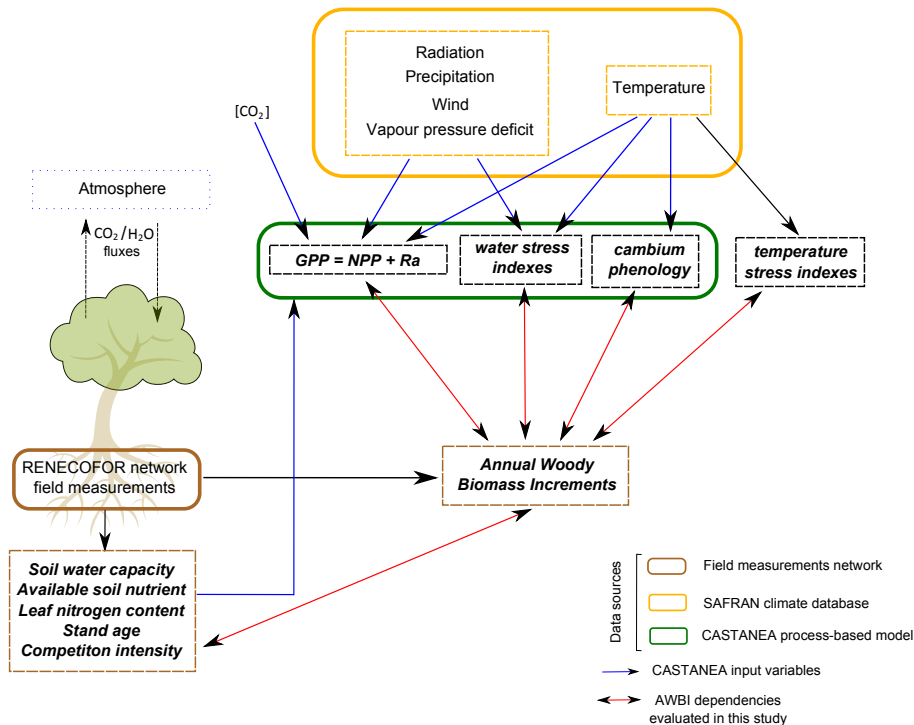 Radiation
Precipitation
Wind
Vapour pressure deficit
Temperature
[CO2]
Atmosphere
CO2/H2O
fluxes
GPP = NPP + Ra
water stress
indexes
cambium
phenology
temperature
stress indexes
RENECOFOR network
field measurements
Annual Woody
Biomass Increments
Soil water capacity
Available soil nutrient
Leaf nitrogen content
Stand age
Competiton intensity
Data sources
Field measurements network
SAFRAN climate database
CASTANEA process-based model
CASTANEA input variables
AWBI dependencies
evaluated in this study